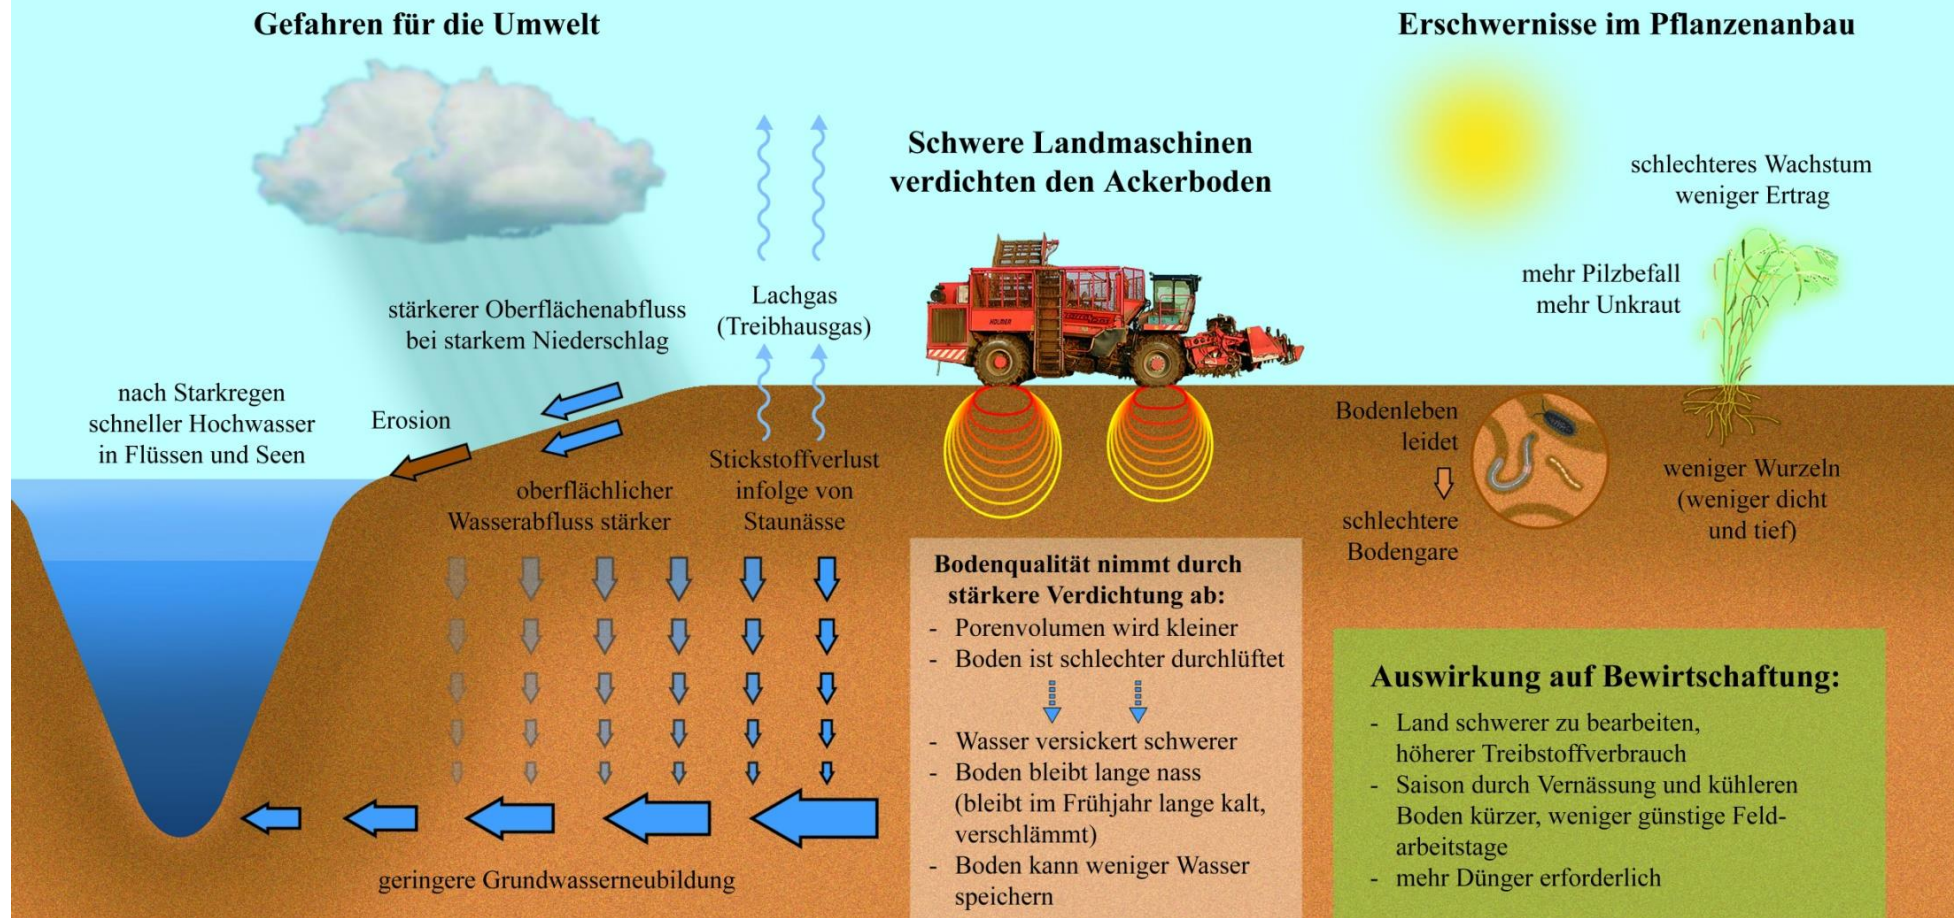 Gefahren für die Umwelt
Erschwernisse im Pflanzenanbau
Schwere Landmaschinen
verdichten den Ackerboden
schlechteres Wachstum
weniger Ertrag
mehr Pilzbefall
mehr Unkraut
stärkerer Oberflächenabfluss
bei starkem Niederschlag
Lachgas
(Treibhausgas)
HOLMER
nach Starkregen
schneller Hochwasser
in Flüssen und Seen
Erosion
oberflächlicher
Wasserabfluss stärker
Stickstoffverlust
infolge von
Staunässe
Bodenleben
leidet
schlechtere
Bodengare
weniger Wurzeln
(weniger dicht
und tief)
Bodenqualität nimmt durch
stärkere Verdichtung ab:
- Porenvolumen wird kleiner
- Boden ist schlechter durchlüftet
- Wasser versickert schwerer
- Boden bleibt lange nass
(bleibt im Frühjahr lange kalt,
verschlämmt)
- Boden kann weniger Wasser
speichern
Auswirkung auf Bewirtschaftung:
- Land schwerer zu bearbeiten,
höherer Treibstoffverbrauch
- Saison durch Vernässung und kühleren
Boden kürzer, weniger günstige Feld-
arbeitstage
- mehr Dünger erforderlich
geringere Grundwasserneubildung